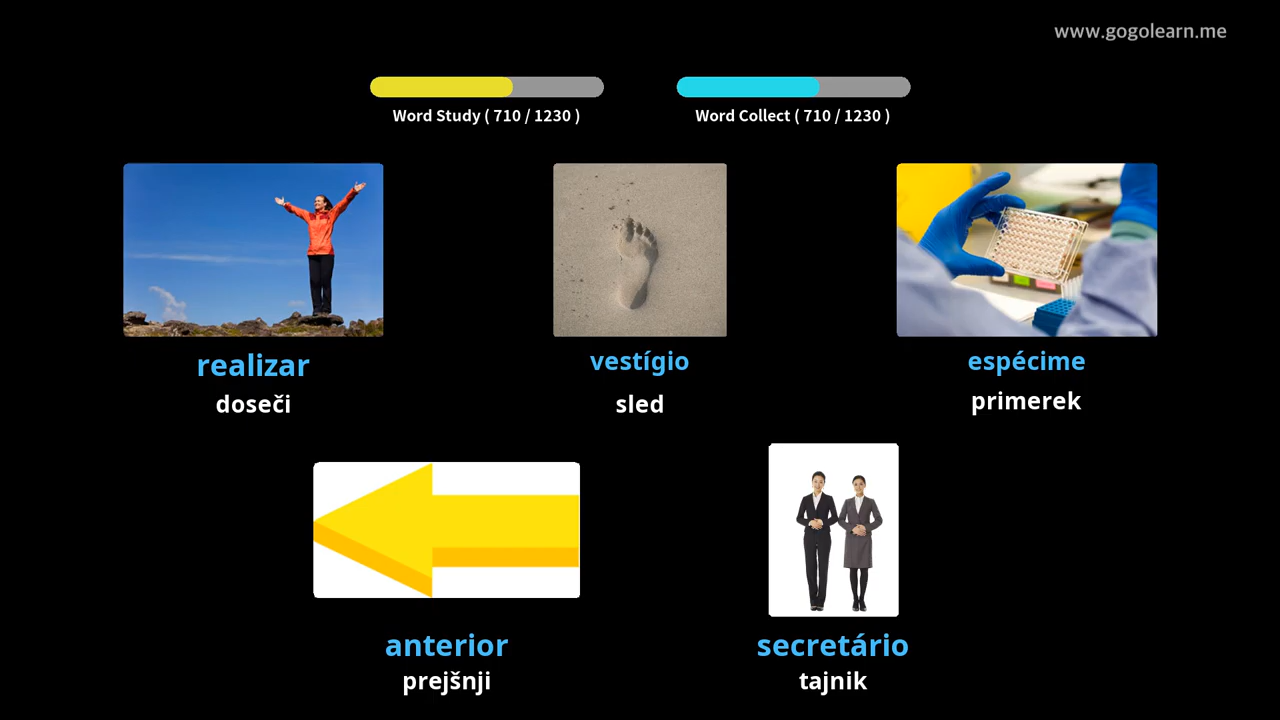 www.gogolearn.me
Word Study ( 710 / 1230 )
Word Collect ( 710 / 1230 )
realizar
doseči
vestígio
sled
espécime
primerek
anterior
prejšnji
secretário
tajnik